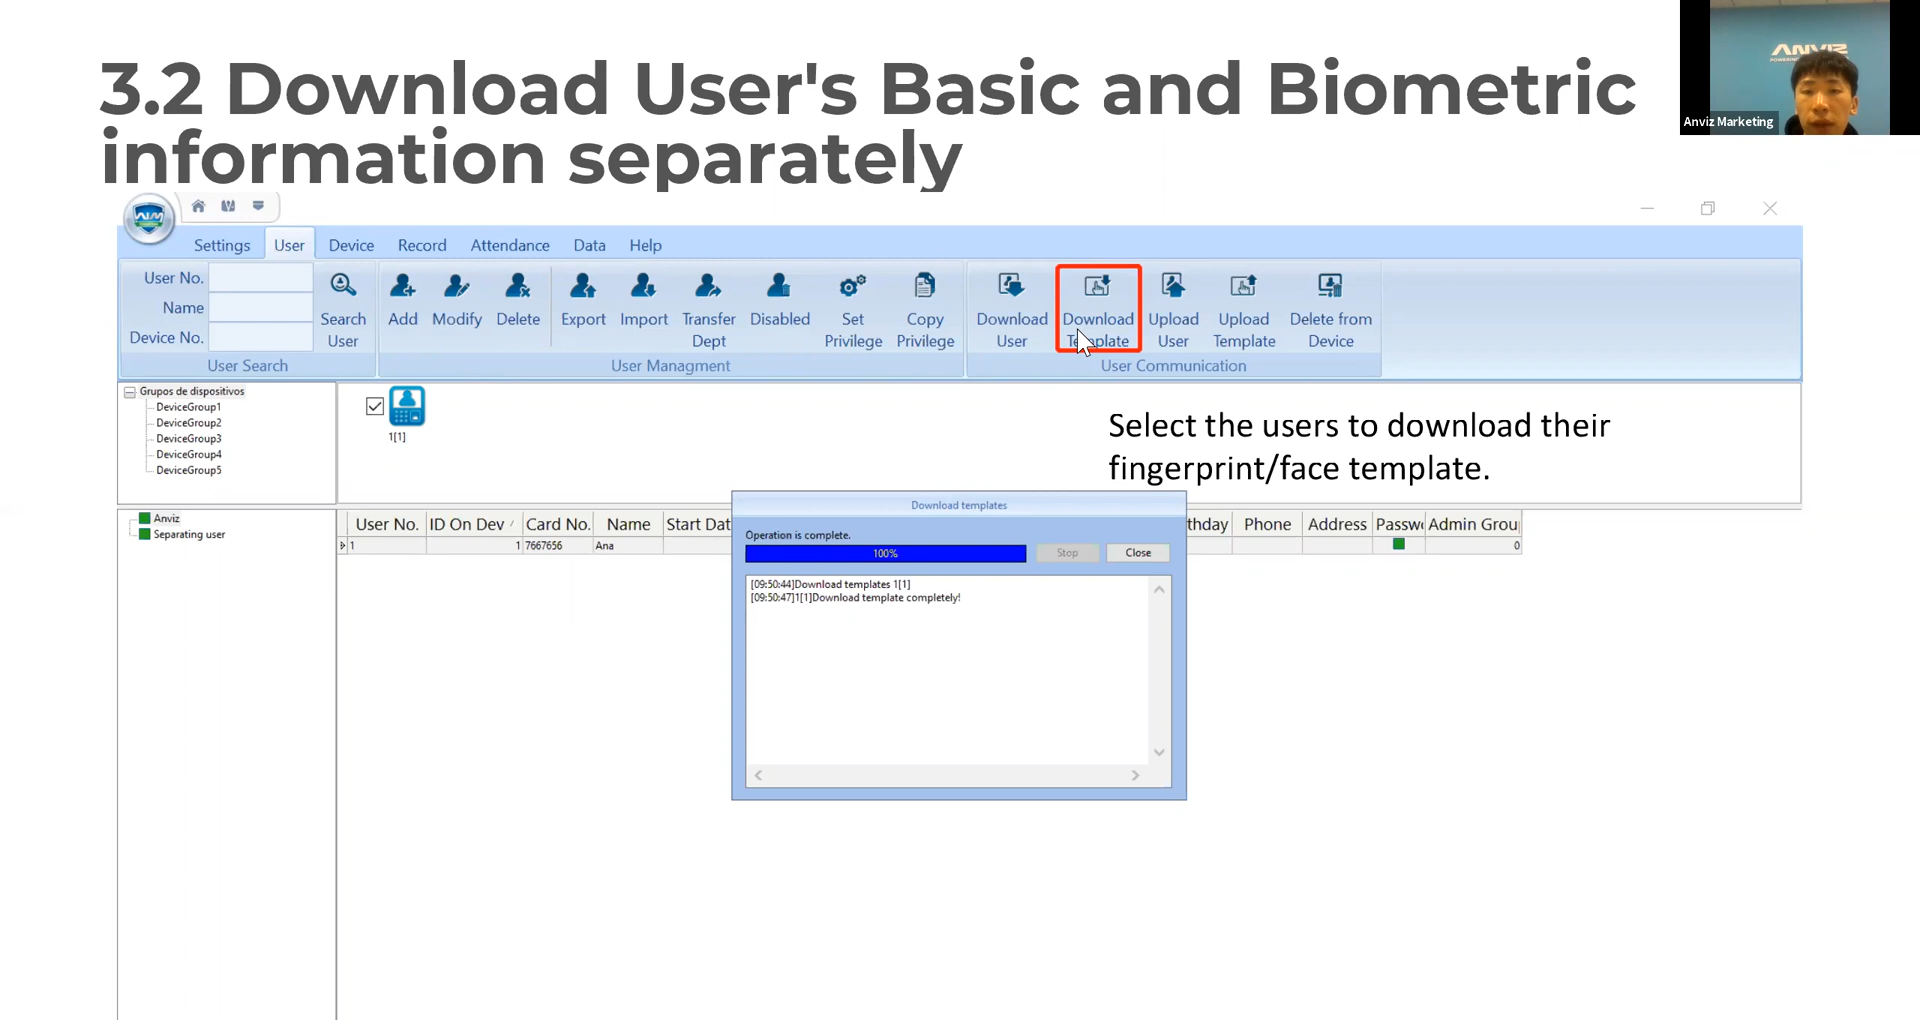 3.2 Download User's Basic and Biometric
information separately
ANVIZ
Anviz Marketing
Settings User Device Record Attendance Data Help
User No.
Name
Device No.
Search
User
User Search
Add Modify Delete Export Import Transfer
Dept Disabled Set
Privilege Copy
Privilege
User Managment
Download
User
Download
Template
Upload
User
Upload
Template
Delete from
Device
User Communication
Grupos de dispositivos
DeviceGroup1
DeviceGroup2
DeviceGroup3
DeviceGroup4
DeviceGroup5
1[1]
Select the users to download their
fingerprint/face template.
Anviz
Separating user
User No. ID On Dev Card No. Name Start Dat thday Phone Address Passw Admin Grou
1 1 7667656 Ana 0
Download templates
Operation is complete.
100% Stop Close
[09:50:44]Download templates 1[1]
[09:50:47]1[1]Download template completely!